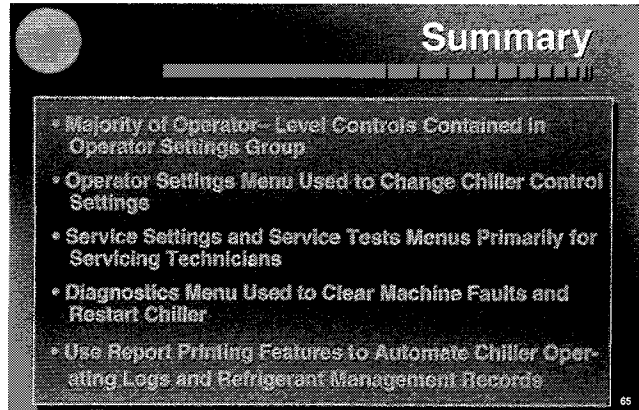 Summary
• Majority of Operator– Level Controls Contained in
Operator Settings Group
• Operator Settings Menu Used to Change Chiller Control
Settings
• Service Settings and Service Tests Menus Primarily for
Servicing Technicians
• Diagnostics Menu Used to Clear Machine Faults and
Restart Chiller
• Use Report Printing Features to Automate Chiller Oper-
ating Logs and Refrigerant Management Records
65